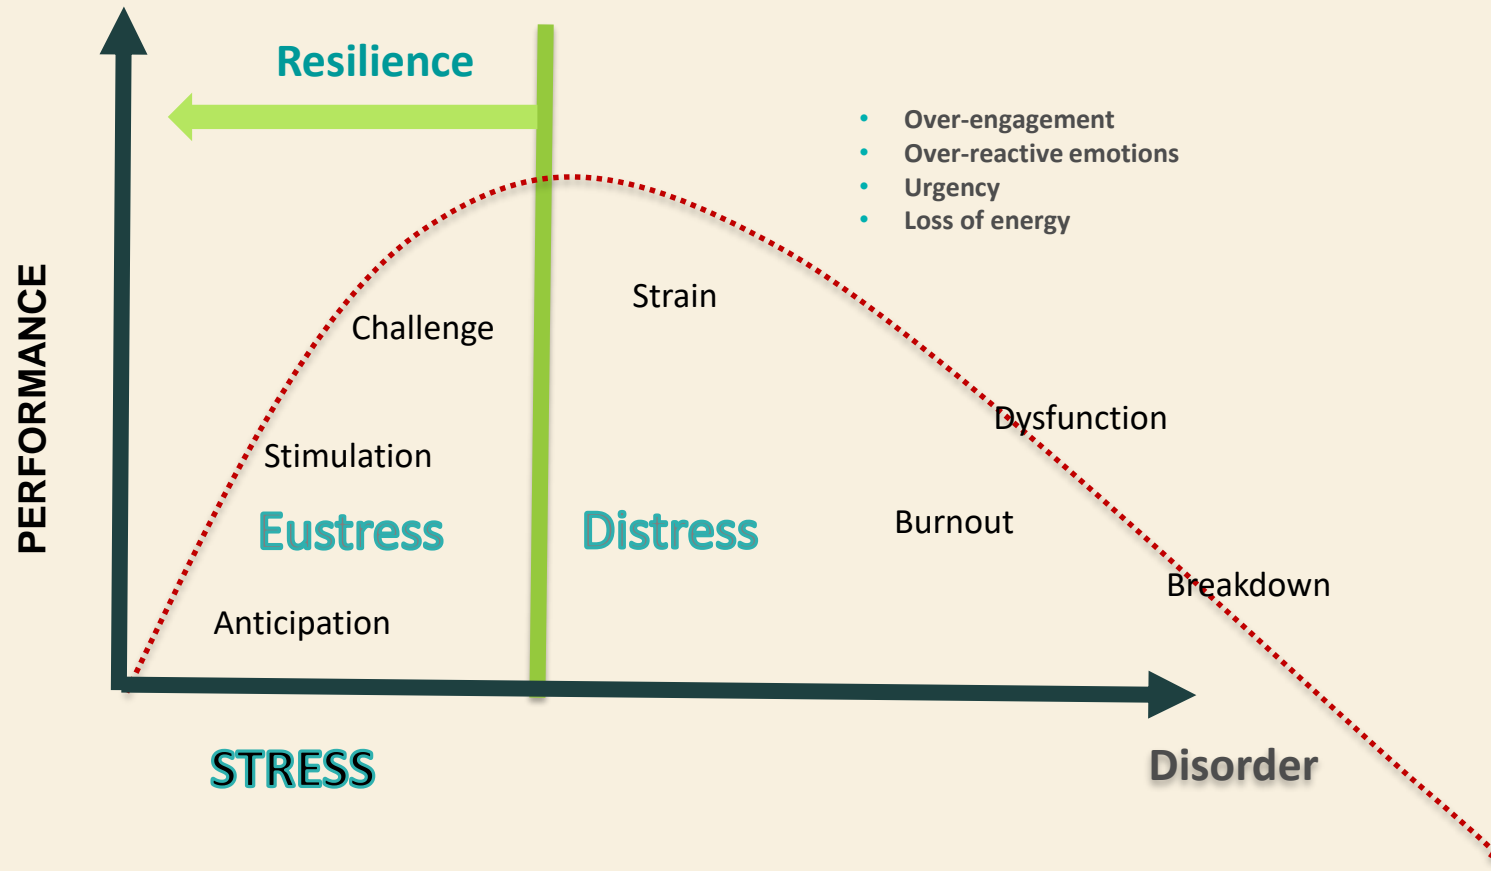 Resilience
• Over-engagement
• Over-reactive emotions
• Urgency
• Loss of energy
PERFORMANCE
Strain
Challenge
Dysfunction
Stimulation
Eustress
Distress
Burnout
Breakdown
Anticipation
STRESS
Disorder